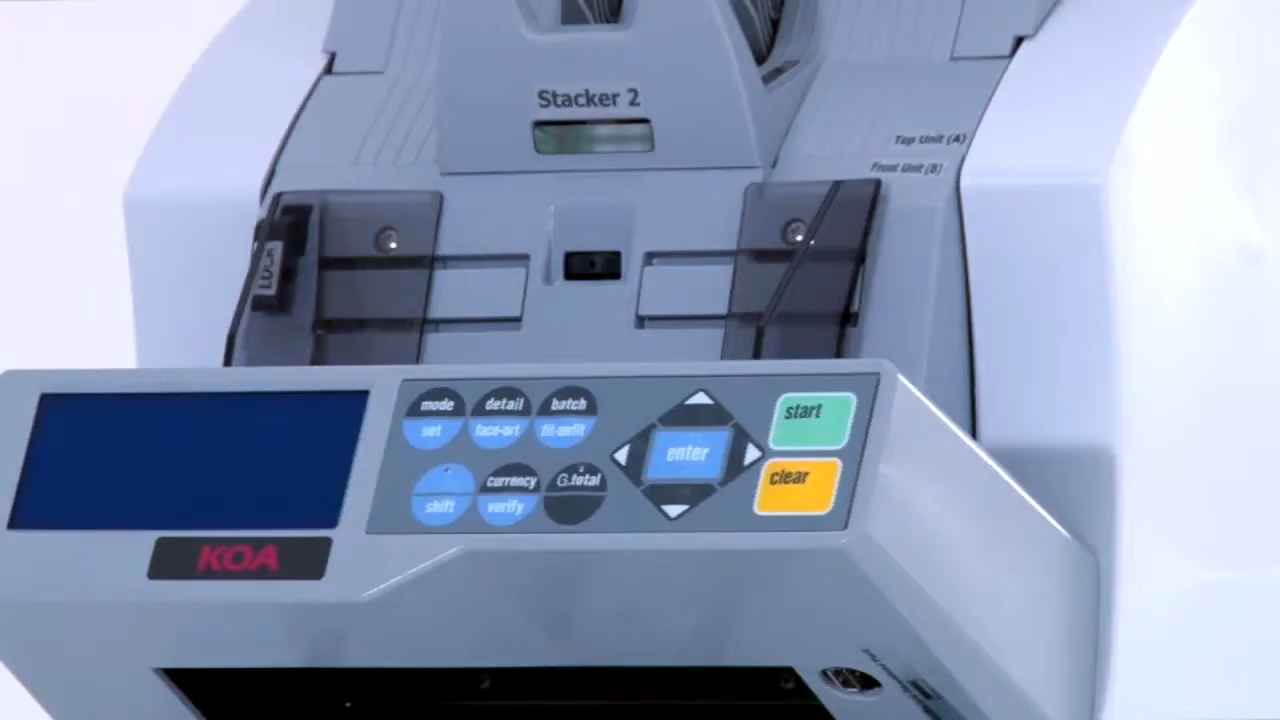 Stacker 2
Top Unit (A)
Front Unit (B)
LOCK
mode
detail
batch
set
face-ort
fit-unfit
start
enter
clear
currency
G.total
shift
verify
KOA